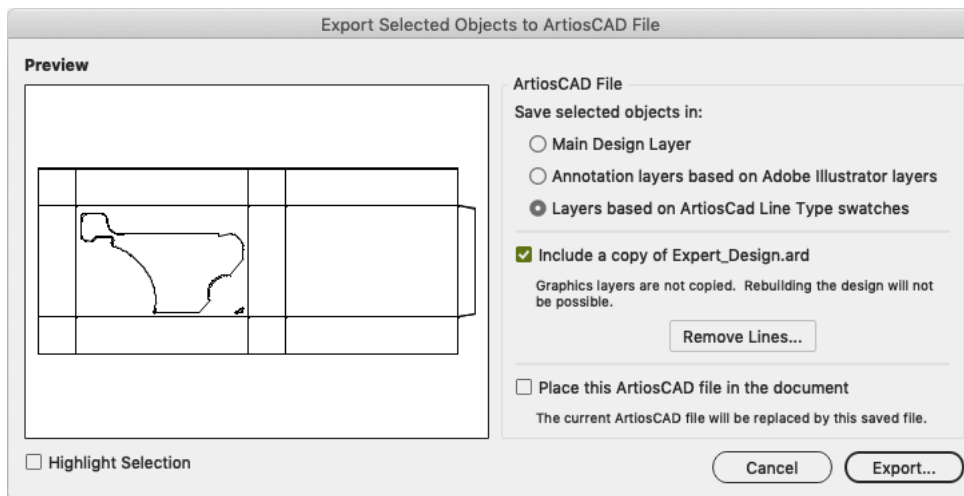 Export Selected Objects to ArtiosCAD File
Preview
ArtiosCAD File
Save selected objects in:
Main Design Layer
Annotation layers based on Adobe Illustrator layers
Layers based on ArtiosCad Line Type swatches
Include a copy of Expert_Design.ard
Graphics layers are not copied. Rebuilding the design will not
be possible.
Remove Lines...
Place this ArtiosCAD file in the document
The current ArtiosCAD file will be replaced by this saved file.
Highlight Selection
Cancel
Export...